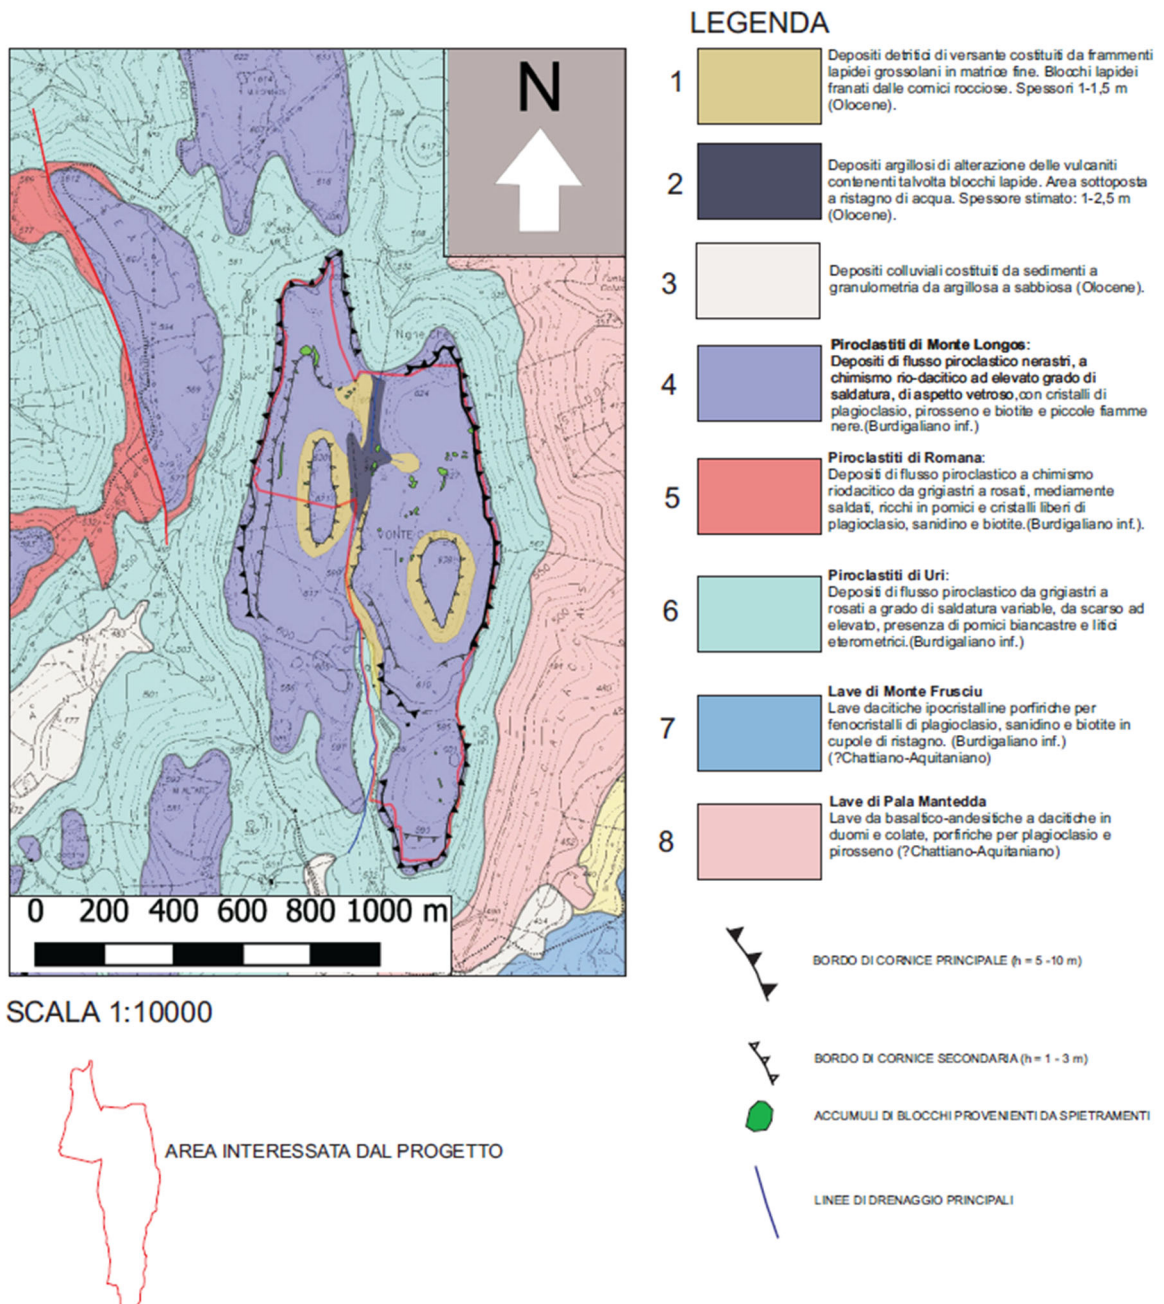 LEGENDA
N
1
Depositi detritici di versante costituiti da frammenti
lapidei grossolani in matrice fine. Blocchi lapidei
franati dalle cornici rocciose. Spessori 1-1,5 m
(Olocene).
2
Depositi argillosi di alterazione delle vulcaniti
contenenti talvolta blocchi lapide. Area sottoposta
a ristagno di acqua. Spessore stimato: 1-2,5 m
(Olocene).
3
Depositi colluviali costituiti da sedimenti a
granulometria da argillosa a sabbiosa (Olocene).
4
Piroclastiti di Monte Longos:
Depositi di flusso piroclastico nerastri, a
chimismo rio-dacitico ad elevato grado di
saldatura, di aspetto vetroso,con cristalli di
plagioclasio, pirosseno e biotite e piccole fiamme
nere.(Burdigaliano inf.)
5
Piroclastiti di Romana:
Depositi di flusso piroclastico a chimismo
riodacitico da grigiastri a rosati, mediamente
saldati, ricchi in pomici e cristalli liberi di
plagioclasio, sanidino e biotite.(Burdigaliano inf.).
6
Piroclastiti di Uri:
Depositi di flusso piroclastico da grigiastri a
rosati a grado di saldatura variable, da scarso ad
elevato, presenza di pomici biancastre e litici
eterometrici.(Burdigaliano inf.)
7
Lave di Monte Frusciu
Lave dacitiche ipocristalline porfiriche per
fenocristalli di plagioclasio, sanidino e biotite in
cupole di ristagno. (Burdigaliano inf.)
(?Chattiano-Aquitaniano)
8
Lave di Pala Mantedda
Lave da basaltico-andesitiche a dacitiche in
duomi e colate, porfiriche per plagioclasio e
pirosseno (?Chattiano-Aquitaniano)
0 200 400 600 800 1000 m
SCALA 1:10000
BORDO DI CORNICE PRINCIPALE (h = 5 -10 m)
BORDO DI CORNICE SECONDARIA (h = 1 - 3 m)
ACCUMULI DI BLOCCHI PROVENIENTI DA SPIETRAMENTI
AREA INTERESSATA DAL PROGETTO
LINEE DI DRENAGGIO PRINCIPALI